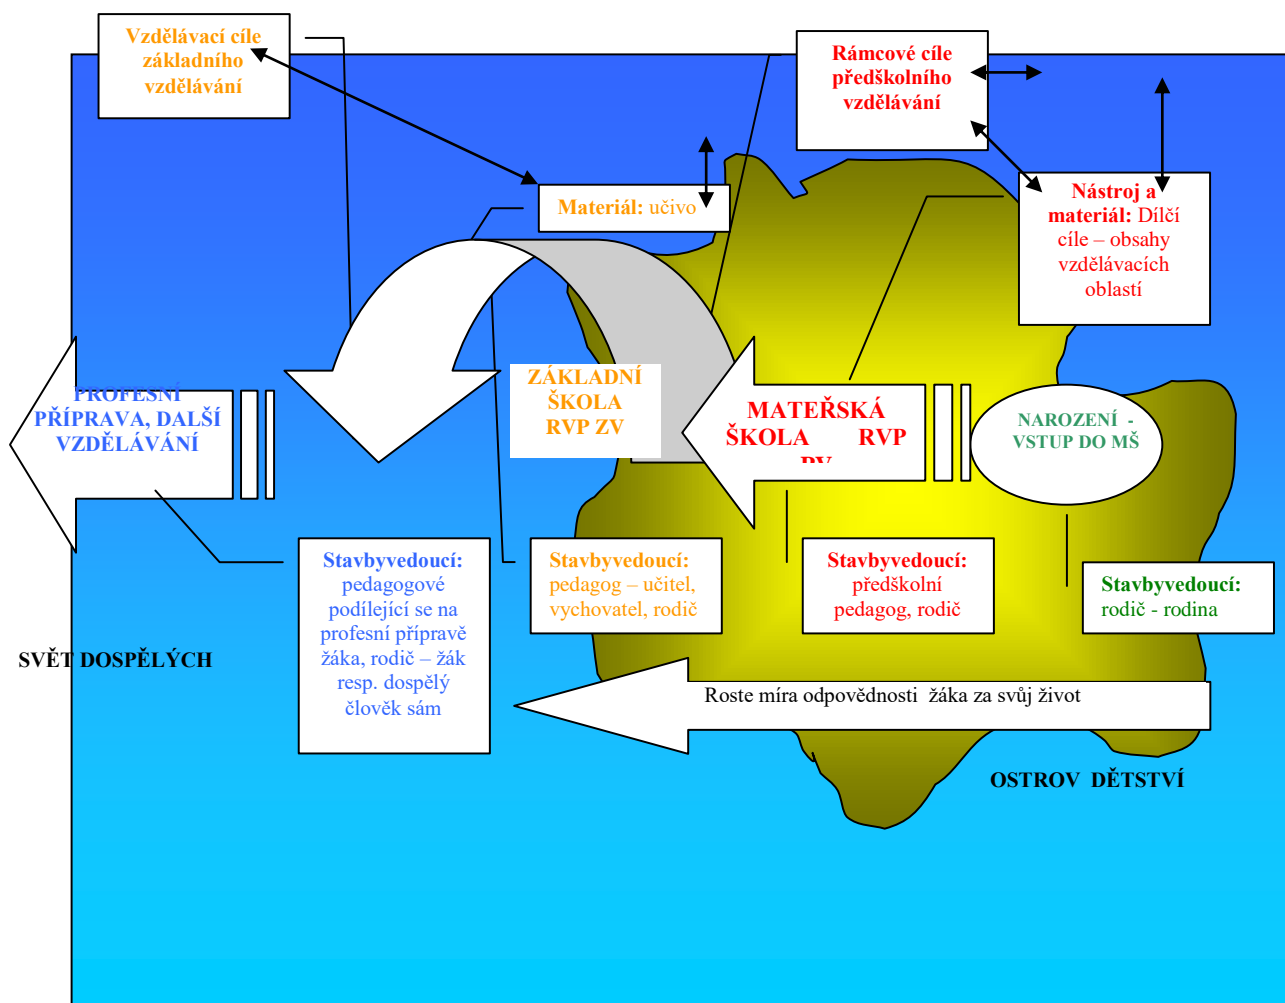 Vzdělávací cíle
základního
vzdělávání
Rámcové cíle
předškolního
vzdělávání
Materiál: učivo
Nástroj a
materiál: Dílčí
cíle – obsahy
vzdělávacích
oblastí
PROFESNÍ
PŘÍPRAVA, DALŠÍ
VZDĚLÁVÁNÍ
ZÁKLADNÍ
ŠKOLA
RVP ZV
MATEŘSKÁ
ŠKOLA RVP
PV
NAROZENÍ -
VSTUP DO MŠ
Stavbyvedoucí:
pedagogové
podílející se na
profesní přípravě
žáka, rodič – žák
resp. dospělý
člověk sám
Stavbyvedoucí:
pedagog – učitel,
vychovatel, rodič
Stavbyvedoucí:
předškolní
pedagog, rodič
Stavbyvedoucí:
rodič - rodina
SVĚT DOSPĚLÝCH
Roste míra odpovědnosti žáka za svůj život
OSTROV DĚTSTVÍ